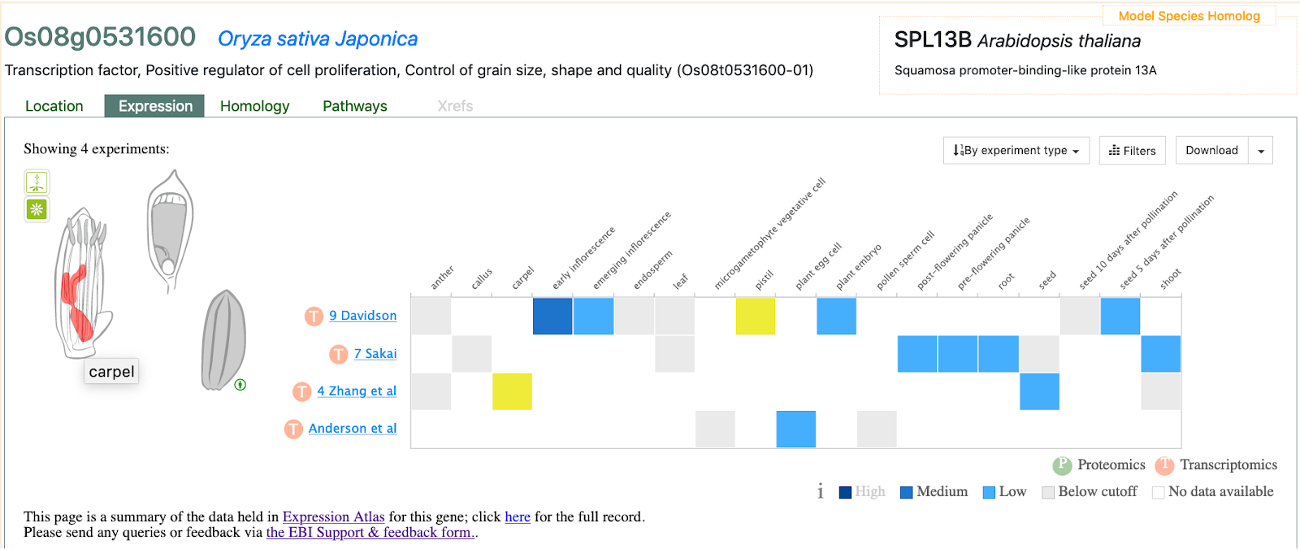 Model Species Homolog
Os08g0531600 Oryza sativa Japonica
SPL13B Arabidopsis thaliana
Transcription factor, Positive regulator of cell proliferation, Control of grain size, shape and quality (Os08t0531600-01)
Squamosa promoter-binding-like protein 13A
Location Expression Homology Pathways Xrefs
Showing 4 experiments:
By experiment type Filters Download
anther
callus
carpel
early inflorescence
emerging inflorescence
endosperm
leaf
microgametophyte vegetative cell
pistil
plant egg cell
plant embryo
pollen sperm cell
post-flowering panicle
pre-flowering panicle
root
seed
seed 10 days after pollination
seed 5 days after pollination
shoot
T 9 Davidson
T 7 Sakai
carpel
T 4 Zhang et al
T Anderson et al
P Proteomics T Transcriptomics
i High Medium Low Below cutoff No data available
This page is a summary of the data held in Expression Atlas for this gene; click here for the full record.
Please send any queries or feedback via the EBI Support & feedback form..